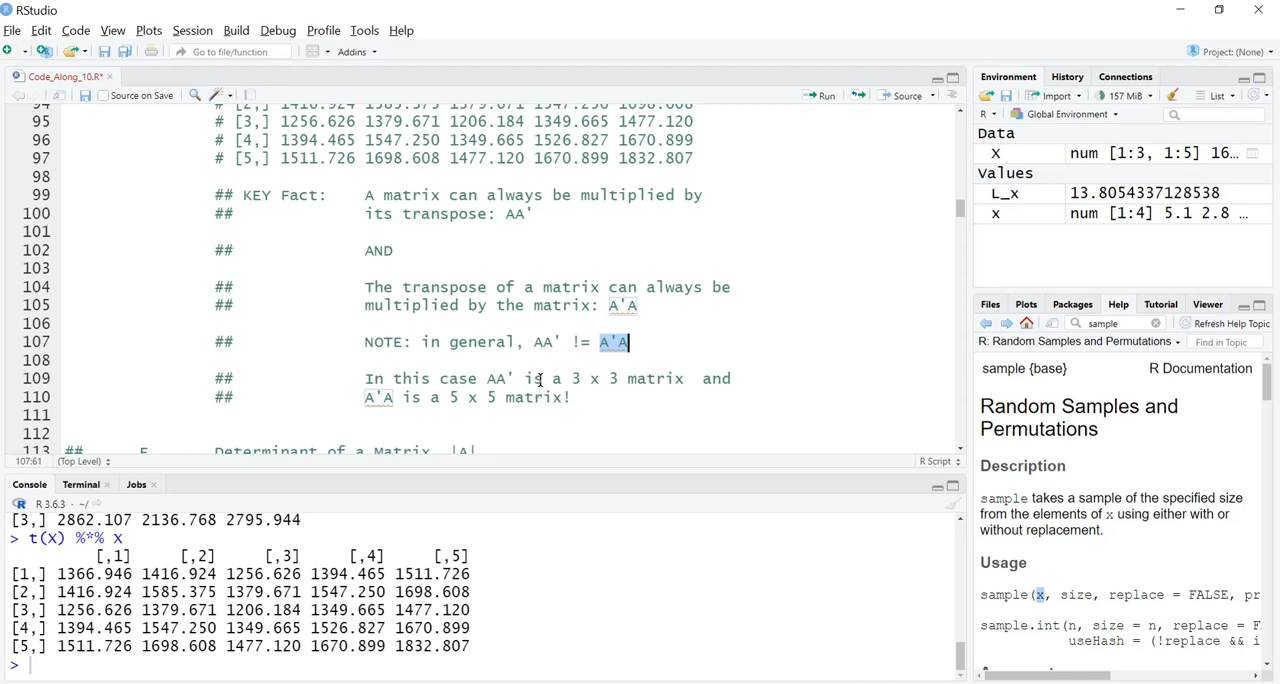 RStudio
File Edit Code View Plots Session Build Debug Profile Tools Help
Go to file/function Addins Project: (None)
Code_Along_10.R*
Source on Save Run Source
94 # [2,] 1416.924 1585.375 1379.671 1547.250 1698.608
95 # [3,] 1256.626 1379.671 1206.184 1349.665 1477.120
96 # [4,] 1394.465 1547.250 1349.665 1526.827 1670.899
97 # [5,] 1511.726 1698.608 1477.120 1670.899 1832.807
98
99 ## KEY Fact: A matrix can always be multiplied by
100 ## its transpose: AA'
101
102 ## AND
103
104 ## The transpose of a matrix can always be
105 ## multiplied by the matrix: A'A
106
107 ## NOTE: in general, AA' != A'A
108
109 ## In this case AA' is a 3 x 3 matrix and
110 ## A'A is a 5 x 5 matrix!
111
112
113 ## E Determinant of a Matrix |A|
107:61 (Top Level) R Script
Console Terminal Jobs
R 3.6.3 · ~/
[3,] 2862.107 2136.768 2795.944
> t(X) %*% X
[,1] [,2] [,3] [,4] [,5]
[1,] 1366.946 1416.924 1256.626 1394.465 1511.726
[2,] 1416.924 1585.375 1379.671 1547.250 1698.608
[3,] 1256.626 1379.671 1206.184 1349.665 1477.120
[4,] 1394.465 1547.250 1349.665 1526.827 1670.899
[5,] 1511.726 1698.608 1477.120 1670.899 1832.807
>
Environment History Connections
Import 157 MiB List
R Global Environment
Data
X num [1:3, 1:5] 16…
Values
L_x 13.8054337128538
x num [1:4] 5.1 2.8 …
Files Plots Packages Help Tutorial Viewer
sample Refresh Help Topic
R: Random Samples and Permutations Find in Topic
sample {base} R Documentation
Random Samples and
Permutations
Description
sample takes a sample of the specified size
from the elements of x using either with or
without replacement.
Usage
sample(x, size, replace = FALSE, pr
sample.int(n, size = n, replace = F
useHash = (!replace && i